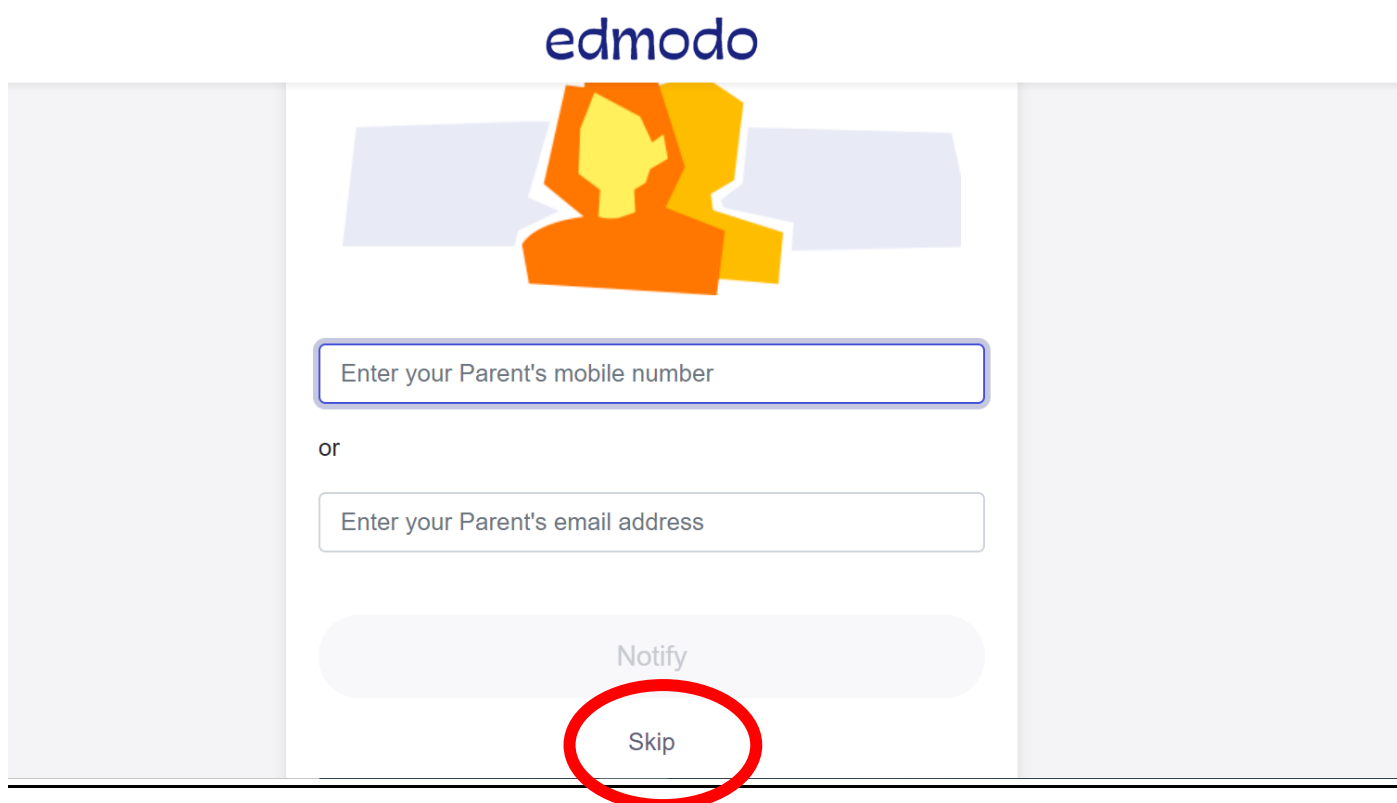 edmodo
Enter your Parent's mobile number
or
Enter your Parent's email address
Notify
Skip